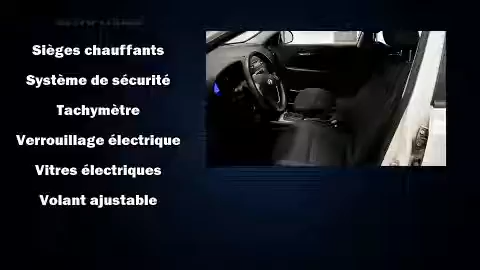 Sièges chauffants
Système de sécurité
Tachymètre
Verrouillage électrique
Vitres électriques
Volant ajustable